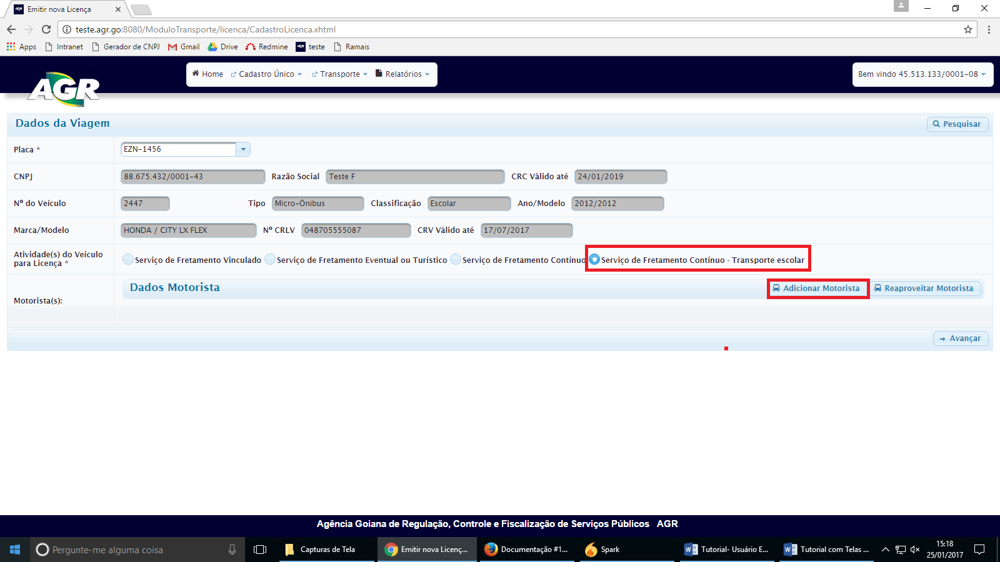 Emitir nova Licença
teste.agr.go:8080/ModuloTransporte/licenca/CadastroLicenca.xhtml
Apps Intranet Gerador de CNPJ Gmail Drive Redmine teste Ramais
AGR
Home Cadastro Único Transporte Relatórios
Bem vindo 45.513.133/0001-08
Dados da Viagem Pesquisar
Placa * EZN-1456
CNPJ 88.675.432/0001-43 Razão Social Teste F CRC Válido até 24/01/2019
Nº do Veículo 2447 Tipo Micro-Ônibus Classificação Escolar Ano/Modelo 2012/2012
Marca/Modelo HONDA / CITY LX FLEX Nº CRLV 048705555087 CRV Válido até 17/07/2017
Atividade(s) do Veículo
para Licença *
Serviço de Fretamento Vinculado Serviço de Fretamento Eventual ou Turístico Serviço de Fretamento Contínuo Serviço de Fretamento Contínuo - Transporte escolar
Motorista(s):
Dados Motorista Adicionar Motorista Reaproveitar Motorista
Avançar
Agência Goiana de Regulação, Controle e Fiscalização de Serviços Públicos AGR
Pergunte-me alguma coisa
Capturas de Tela
Emitir nova Licenç...
Documentação #1...
Spark
Tutorial- Usuário E...
Tutorial com Telas ...
15:18
25/01/2017